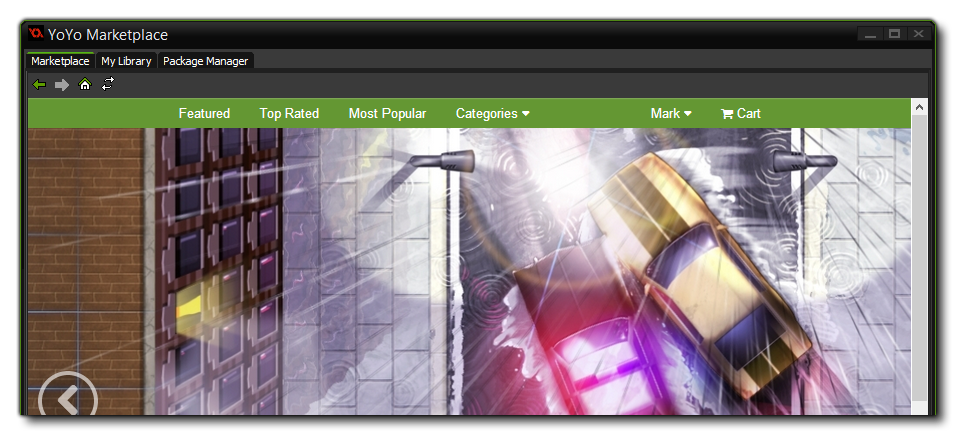 YoYo Marketplace
Marketplace My Library Package Manager
Featured Top Rated Most Popular Categories Mark Cart